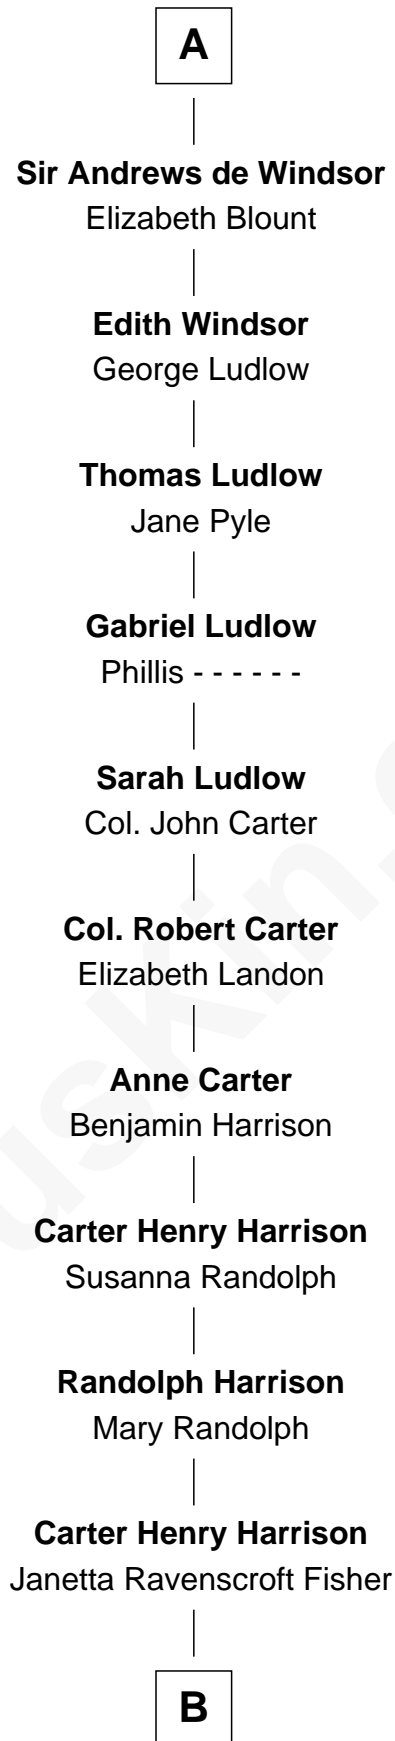 A
Sir Andrews de Windsor
Elizabeth Blount
Edith Windsor
George Ludlow
Thomas Ludlow
Jane Pyle
Gabriel Ludlow
Phillis - - - - - -
Sarah Ludlow
Col. John Carter
Col. Robert Carter
Elizabeth Landon
Anne Carter
Benjamin Harrison
Carter Henry Harrison
Susanna Randolph
Randolph Harrison
Mary Randolph
Carter Henry Harrison
Janetta Ravenscroft Fisher
B